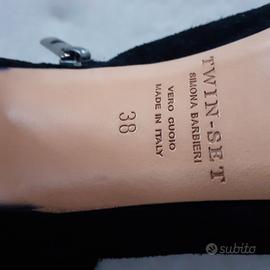 TWIN-SET
SIMONA BARBIERI
VERO CUOIO
MADE IN ITALY
38
subito